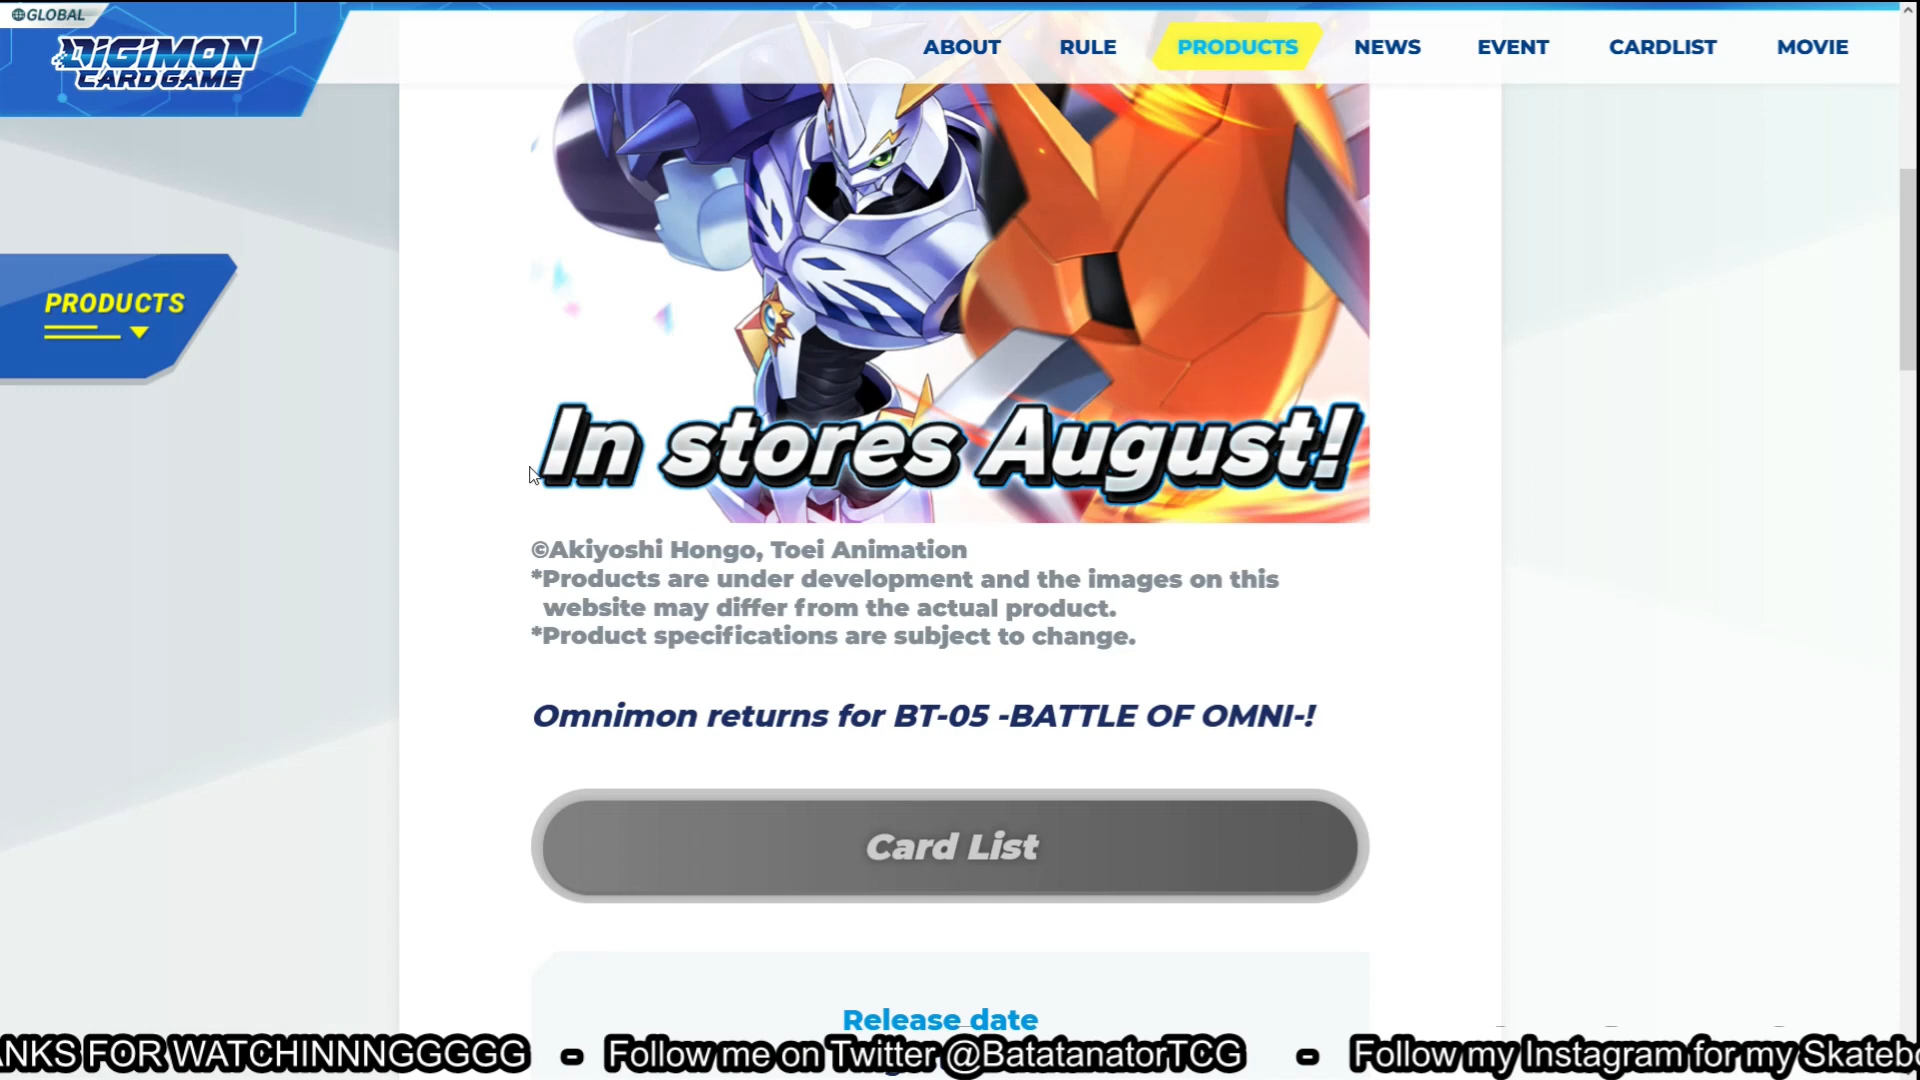 GLOBAL
DIGIMON
CARD GAME
ABOUT
RULE
PRODUCTS
NEWS
EVENT
CARDLIST
MOVIE
PRODUCTS
In stores August!
©Akiyoshi Hongo, Toei Animation
*Products are under development and the images on this
website may differ from the actual product.
*Product specifications are subject to change.
Omnimon returns for BT-05 -BATTLE OF OMNI-!
Card List
Release date
ANKS FOR WATCHINNNGGGGG - Follow me on Twitter @BatatanatorTCG - Follow my Instagram for my Skatebo